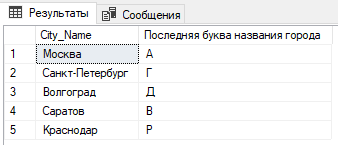 Результаты Сообщения
City_Name Последняя буква названия города
1 Москва А
2 Санкт-Петербург Г
3 Волгоград Д
4 Саратов В
5 Краснодар Р